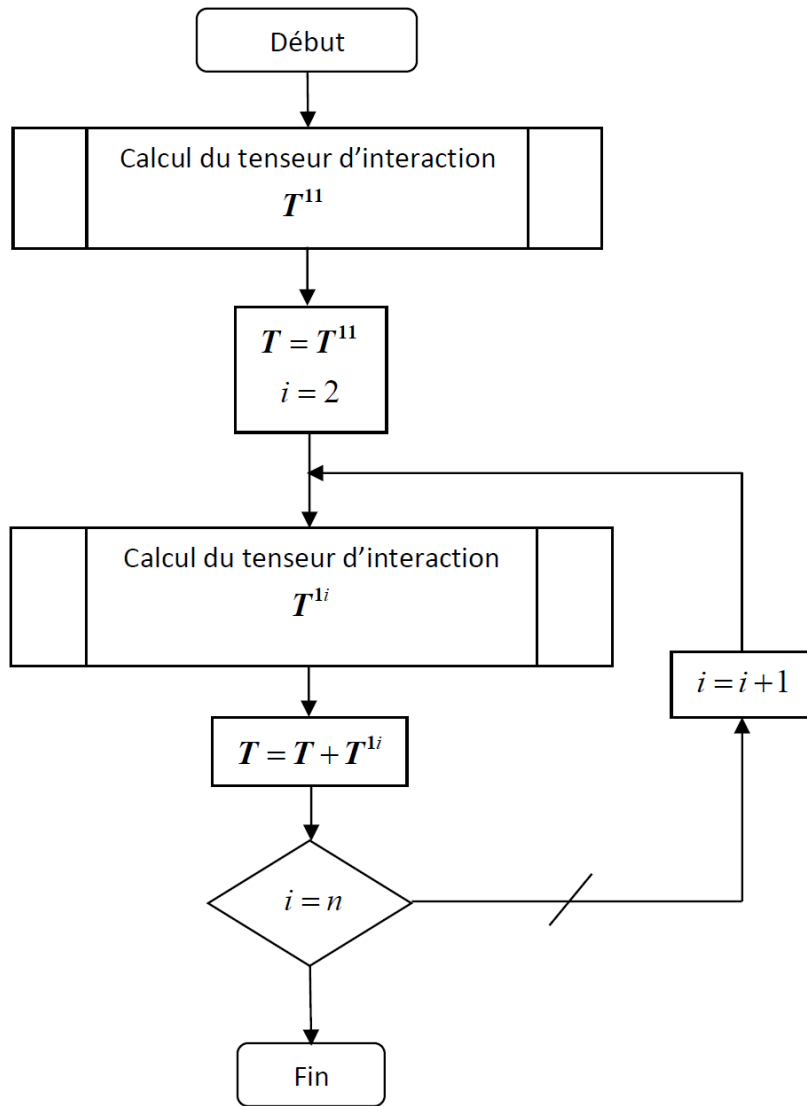 Début
Calcul du tenseur d’interaction
T¹¹
T = T¹¹
i = 2
Calcul du tenseur d’interaction
T¹ⁱ
i = i + 1
T = T + T¹ⁱ
i = n
Fin